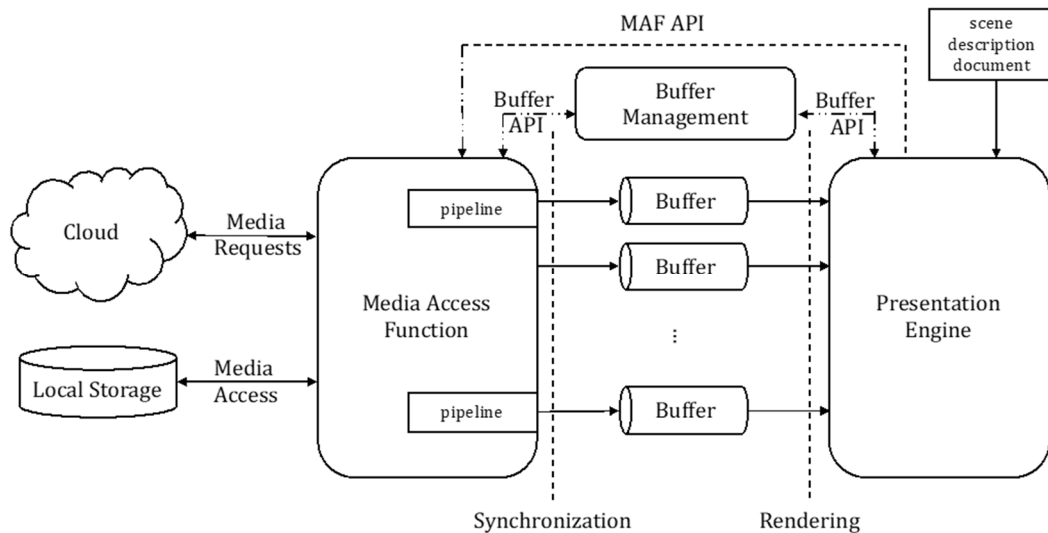 MAF API
scene
description
document
Buffer
API
Buffer
Management
Buffer
API
Cloud
Media
Requests
pipeline
Buffer
Buffer
Media Access
Function
Presentation
Engine
...
Local Storage
Media
Access
pipeline
Buffer
Synchronization
Rendering